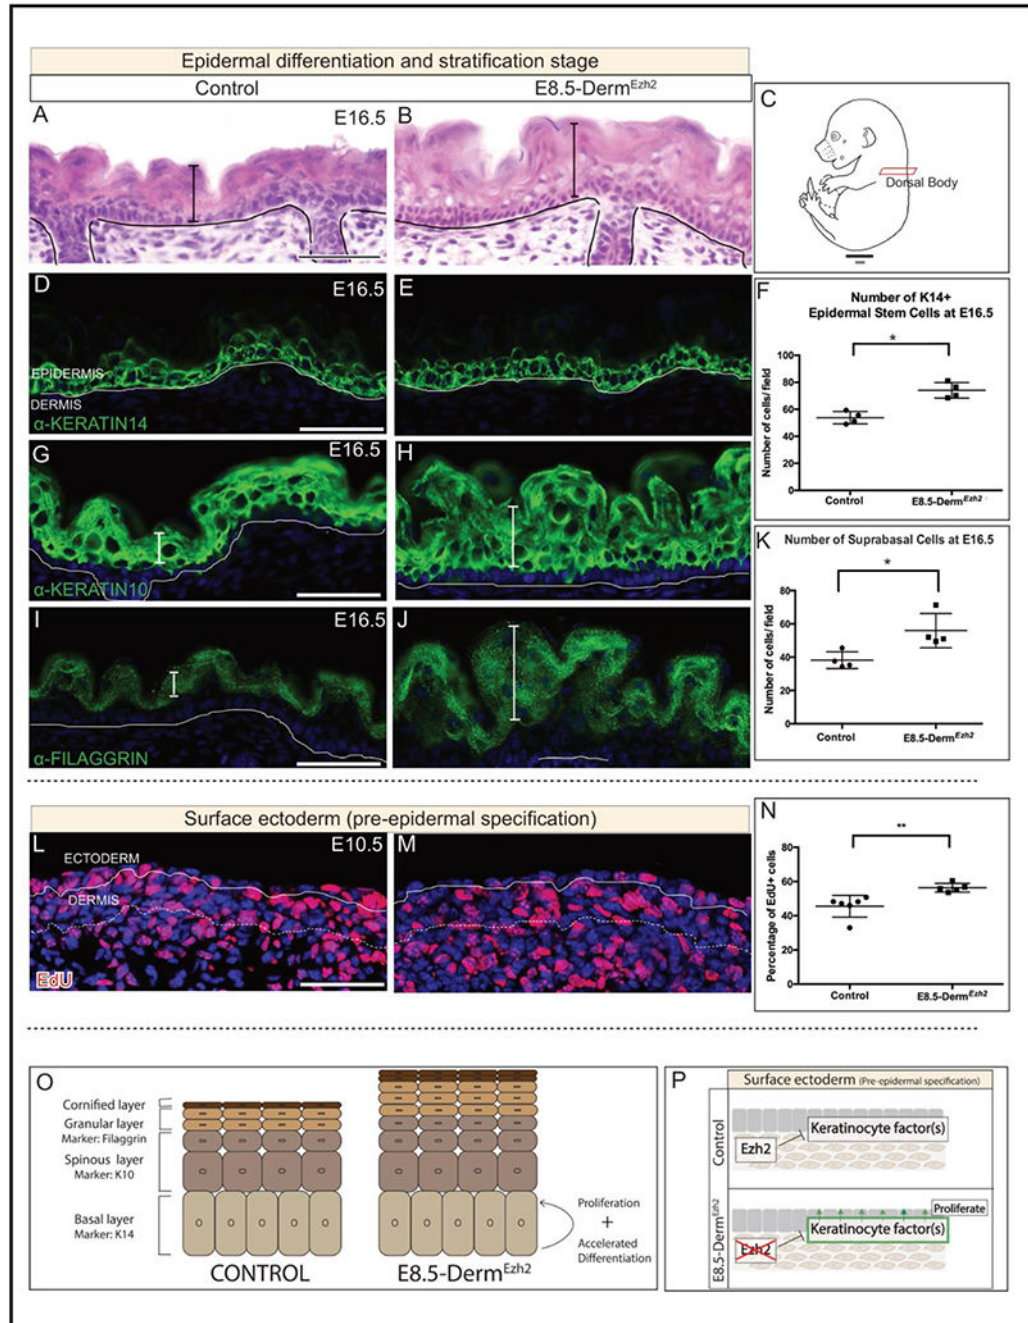 Epidermal differentiation and stratification stage
Control
E8.5-Derm^Ezh2
A
E16.5
B
C
Dorsal Body
D
E16.5
E
EPIDERMIS
DERMIS
α-KERATIN14
F
Number of K14+
Epidermal Stem Cells at E16.5
*
Number of cells/field
100
80
60
40
20
0
Control
E8.5-Derm^Ezh2
G
E16.5
H
α-KERATIN10
I
E16.5
J
α-FILAGGRIN
K
Number of Suprabasal Cells at E16.5
*
Number of cells/field
80
60
40
20
0
Control
E8.5-Derm^Ezh2
Surface ectoderm (pre-epidermal specification)
L
E10.5
M
ECTODERM
DERMIS
EdU
N
**
Percentage of EdU+ cells
80
60
40
20
0
Control
E8.5-Derm^Ezh2
O
Cornified layer
Granular layer
Marker: Filaggrin
Spinous layer
Marker: K10
Basal layer
Marker: K14
CONTROL
E8.5-Derm^Ezh2
Proliferation
+
Accelerated
Differentiation
P
Surface ectoderm (Pre-epidermal specification)
Control
Keratinocyte factor(s)
Ezh2
E8.5-Derm^Ezh2
Proliferate
Keratinocyte factor(s)
Ezh2